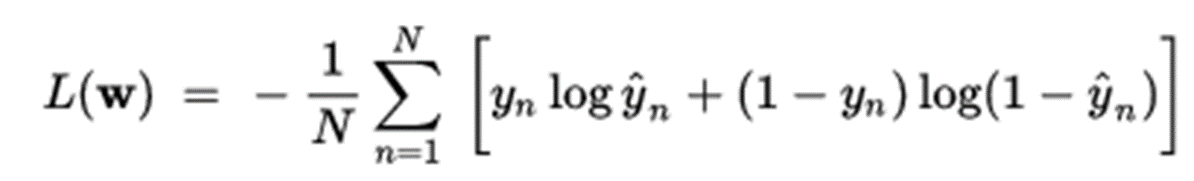 L(w) = − 1/N ∑_{n=1}^{N} [y_n log ŷ_n + (1 − y_n) log(1 − ŷ_n)]